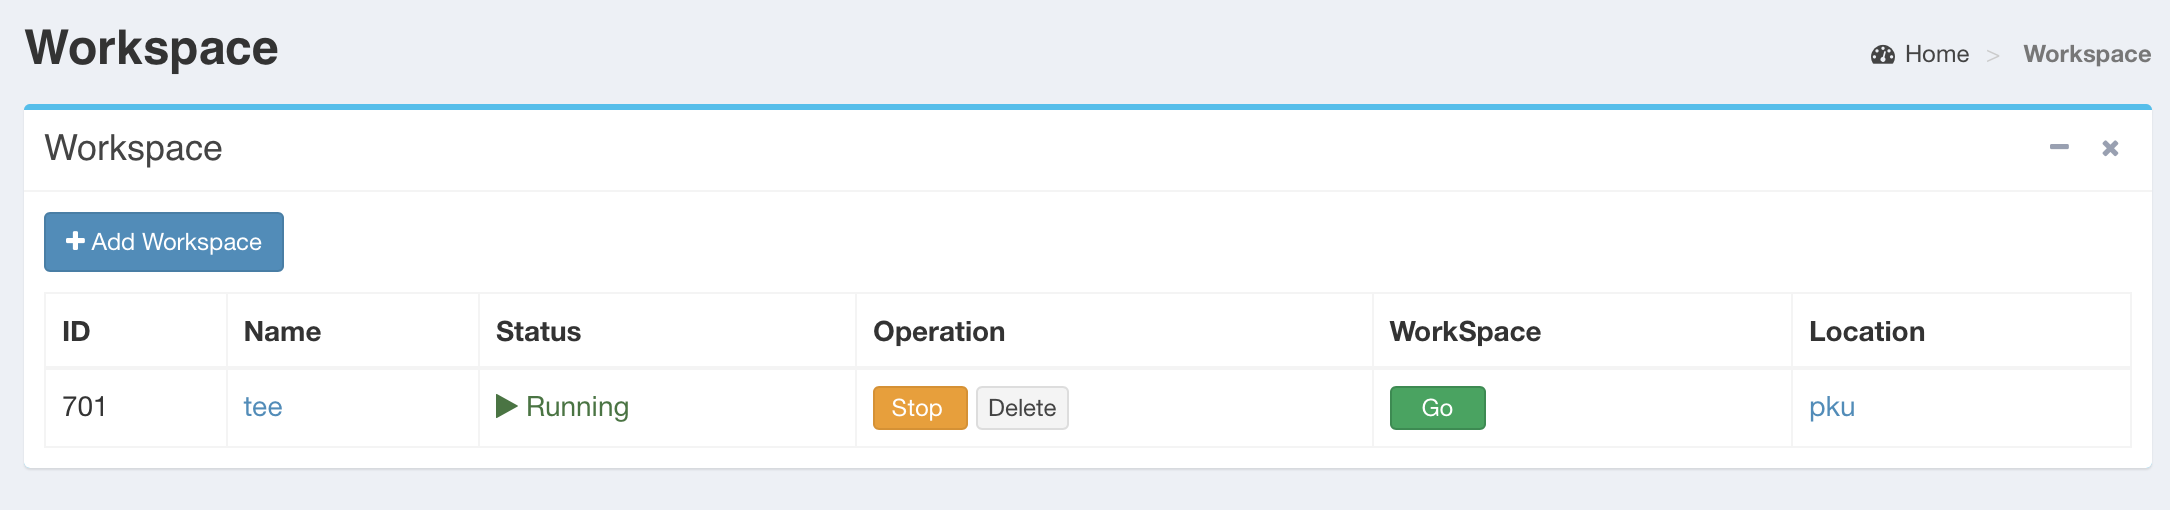 Workspace
Home > Workspace
Workspace
Add Workspace
ID Name Status Operation WorkSpace Location
701 tee Running Stop Delete Go pku